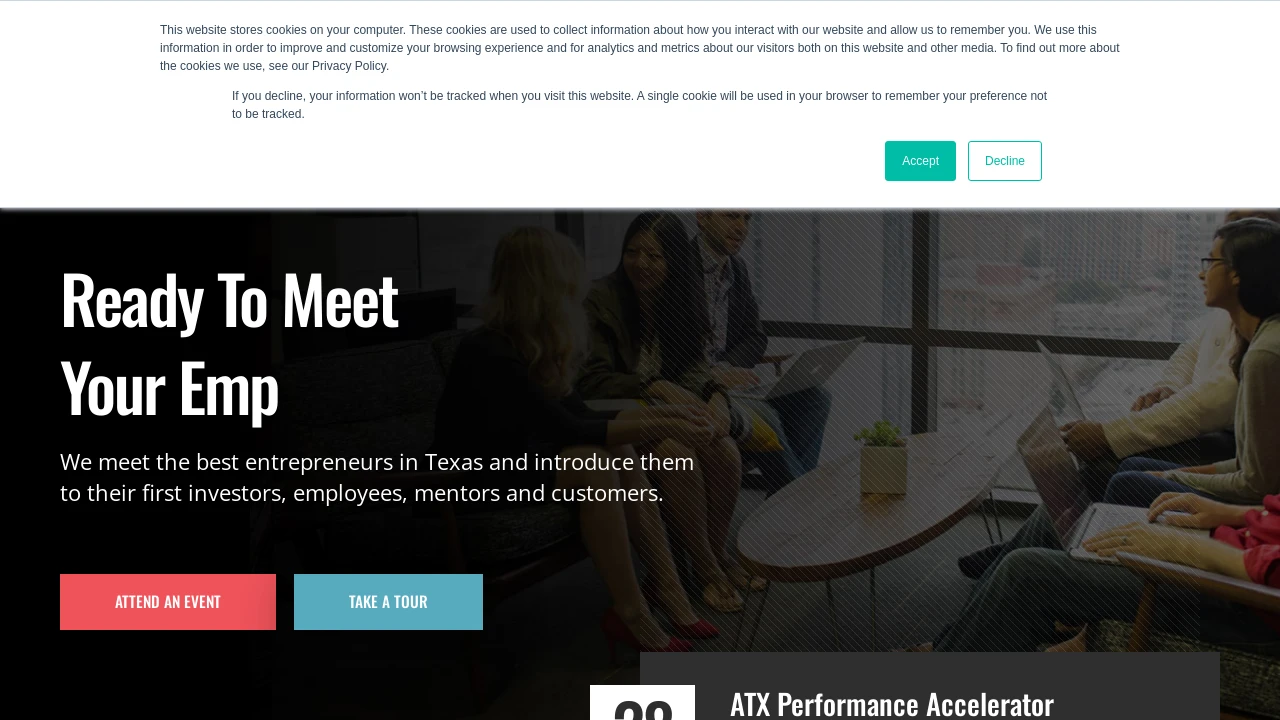 This website stores cookies on your computer. These cookies are used to collect information about how you interact with our website and allow us to remember you. We use this
information in order to improve and customize your browsing experience and for analytics and metrics about our visitors both on this website and other media. To find out more about
the cookies we use, see our Privacy Policy.
If you decline, your information won’t be tracked when you visit this website. A single cookie will be used in your browser to remember your preference not
to be tracked.
Accept
Decline
Ready To Meet
Your Emp
We meet the best entrepreneurs in Texas and introduce them
to their first investors, employees, mentors and customers.
ATTEND AN EVENT
TAKE A TOUR
ATX Performance Accelerator